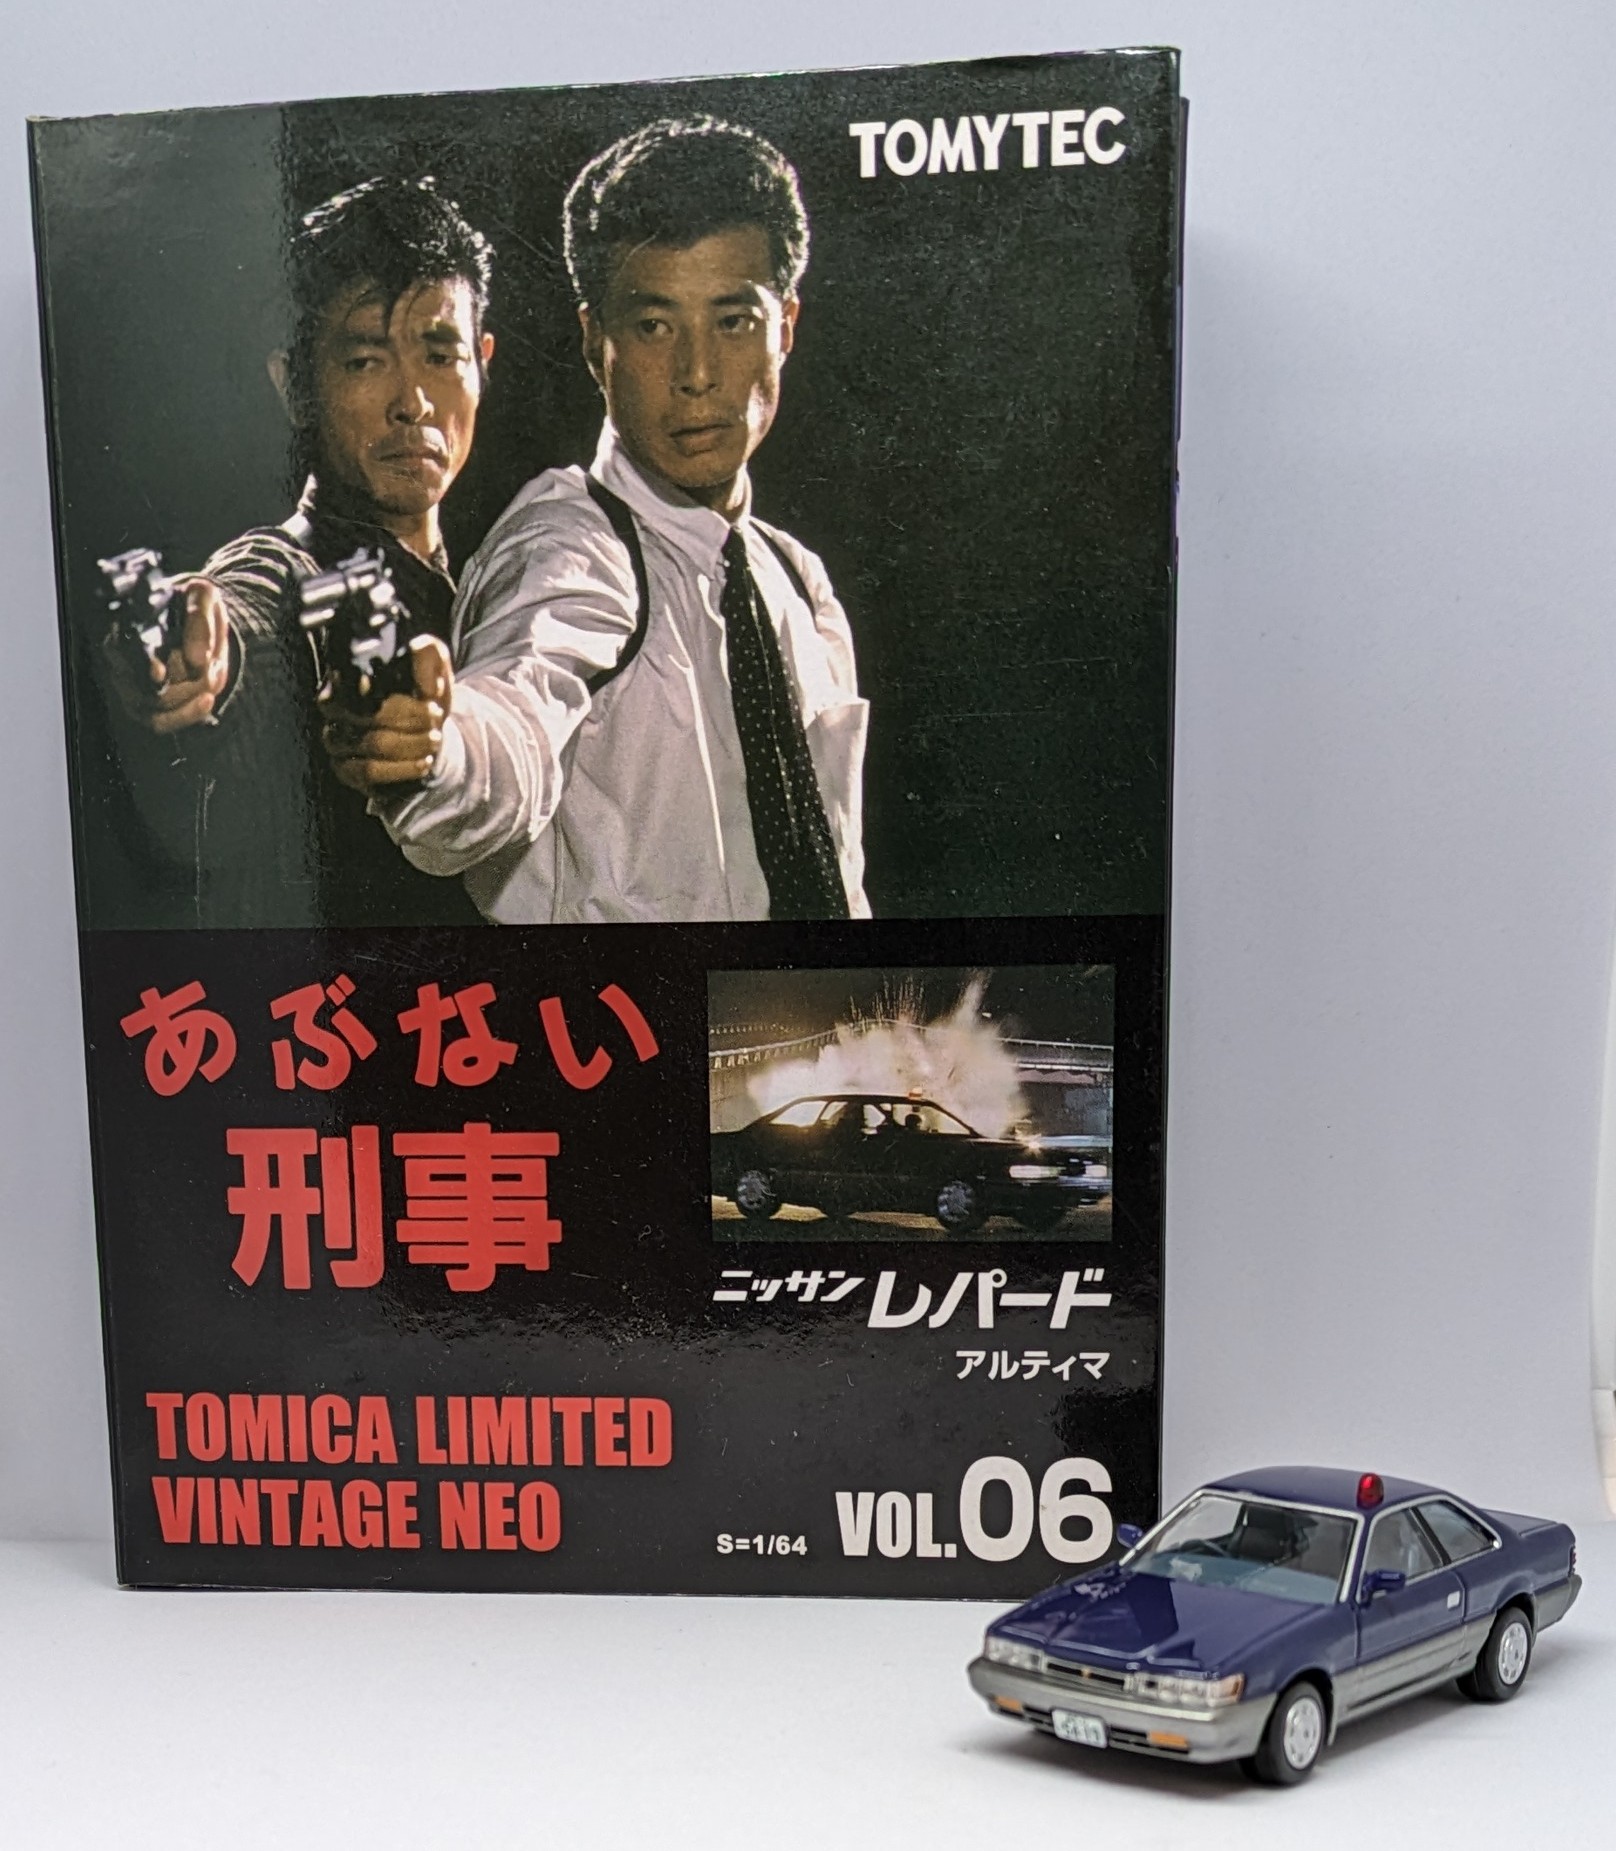 TOMYTEC
あぶない
刑事
ニッサン レパード
アルティマ
TOMICA LIMITED
VINTAGE NEO
S=1/64 VOL.06